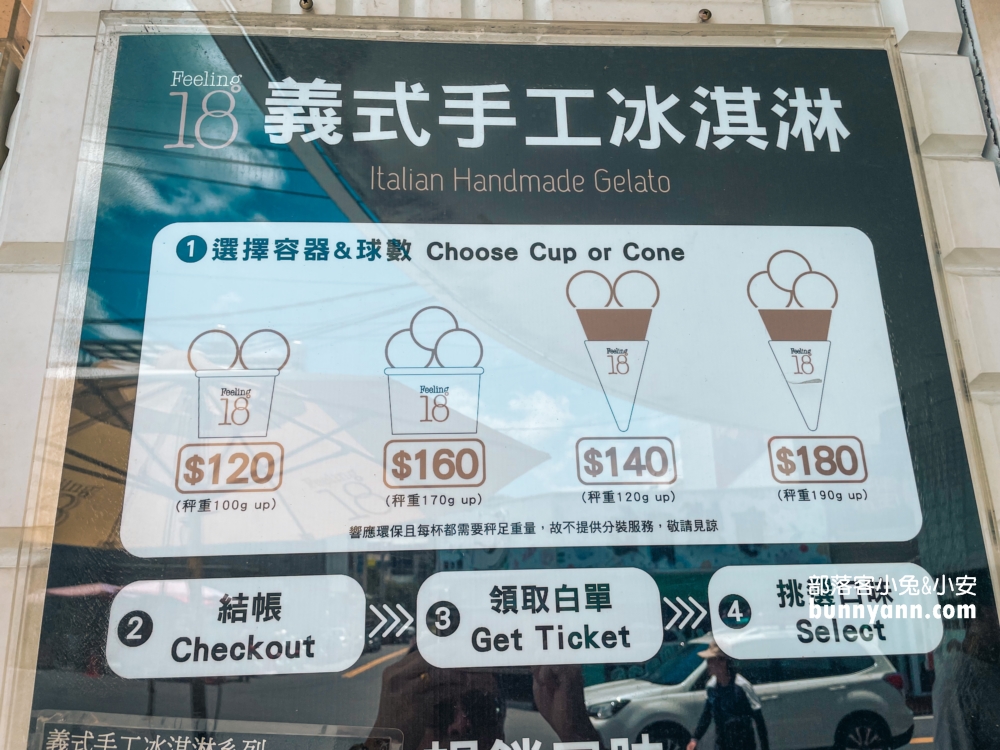 Feeling
18
義式手工冰淇淋
Italian Handmade Gelato
1 選擇容器&球數 Choose Cup or Cone
Feeling
18
Feeling
18
Feeling
18
Feeling
18
$120
$160
$140
$180
(秤重100g up)
(秤重170g up)
(秤重120g up)
(秤重190g up)
響應環保且每杯都需要秤足重量，故不提供分裝服務，敬請見諒
2 結帳
Checkout
3 領取白單
Get Ticket
4 挑
Select
部落客小兔&小安
bunnyann.com
義式手工冰淇淋系列